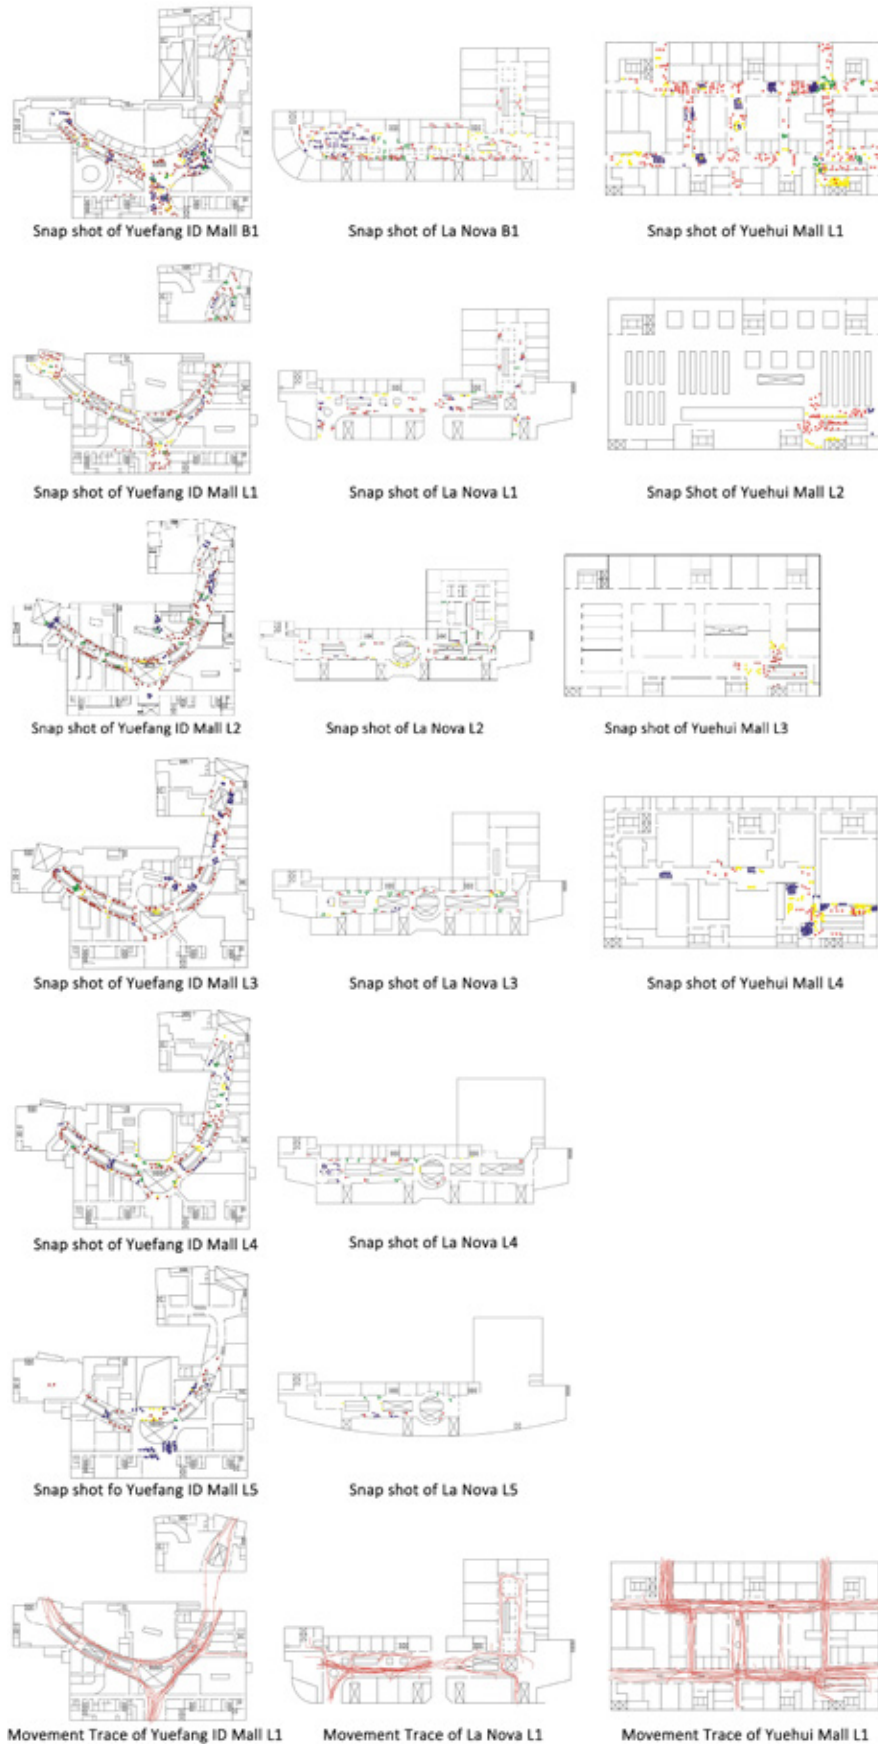 Snap shot of Yuefang ID Mall B1
Snap shot of La Nova B1
Snap shot of Yuehui Mall L1
Snap shot of Yuefang ID Mall L1
Snap shot of La Nova L1
Snap Shot of Yuehui Mall L2
Snap shot of Yuefang ID Mall L2
Snap shot of La Nova L2
Snap shot of Yuehui Mall L3
Snap shot of Yuefang ID Mall L3
Snap shot of La Nova L3
Snap shot of Yuehui Mall L4
Snap shot of Yuefang ID Mall L4
Snap shot of La Nova L4
Snap shot fo Yuefang ID Mall L5
Snap shot of La Nova L5
Movement Trace of Yuefang ID Mall L1
Movement Trace of La Nova L1
Movement Trace of Yuehui Mall L1